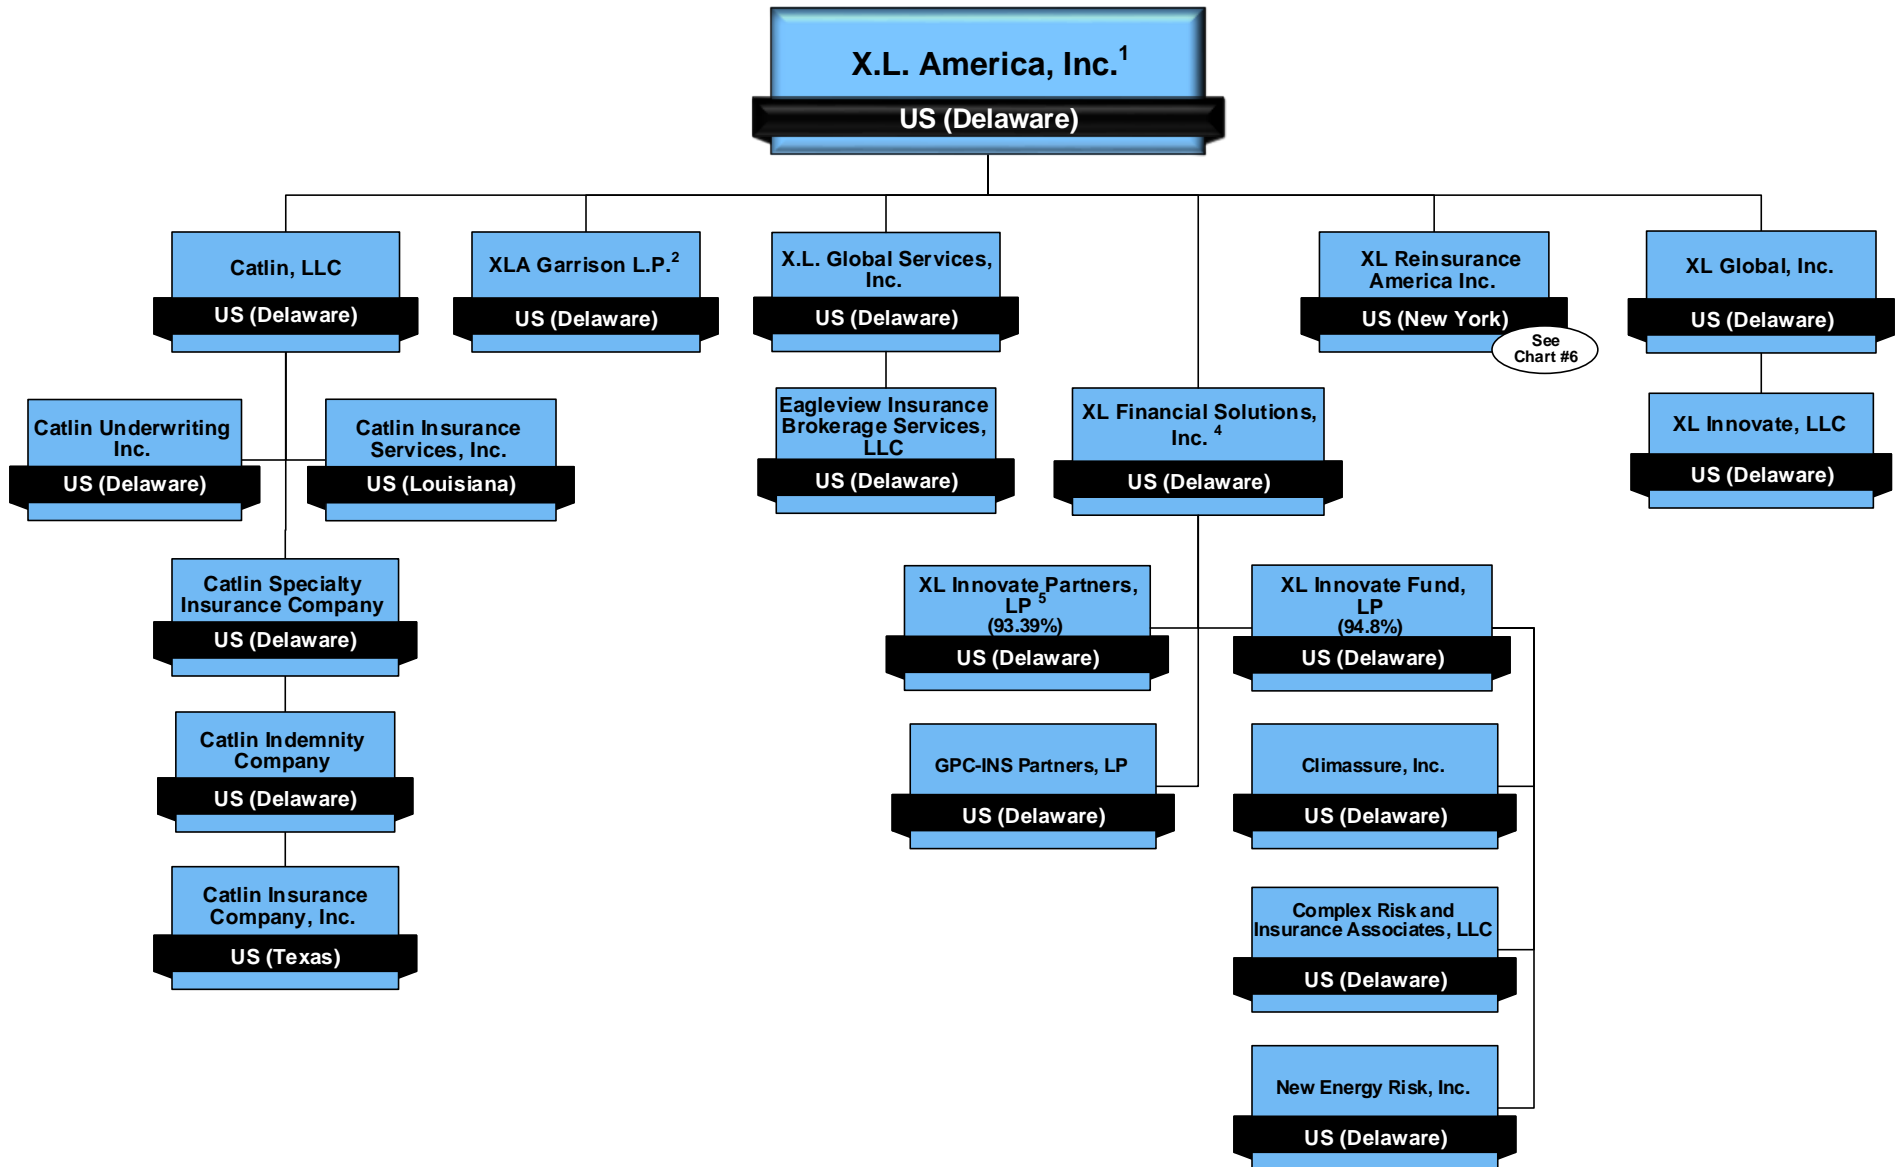 X.L. America, Inc.1
US (Delaware)
Catlin, LLC
US (Delaware)
XLA Garrison L.P.2
US (Delaware)
X.L. Global Services,
Inc.
US (Delaware)
XL Reinsurance
America Inc.
US (New York)
See
Chart #6
XL Global, Inc.
US (Delaware)
Catlin Underwriting
Inc.
US (Delaware)
Catlin Insurance
Services, Inc.
US (Louisiana)
Eagleview Insurance
Brokerage Services,
LLC
US (Delaware)
XL Financial Solutions,
Inc. 4
US (Delaware)
XL Innovate, LLC
US (Delaware)
Catlin Specialty
Insurance Company
US (Delaware)
XL Innovate Partners,
LP 5
(93.39%)
US (Delaware)
XL Innovate Fund,
LP
(94.8%)
US (Delaware)
Catlin Indemnity
Company
US (Delaware)
GPC-INS Partners, LP
US (Delaware)
Climassure, Inc.
US (Delaware)
Catlin Insurance
Company, Inc.
US (Texas)
Complex Risk and
Insurance Associates, LLC
US (Delaware)
New Energy Risk, Inc.
US (Delaware)